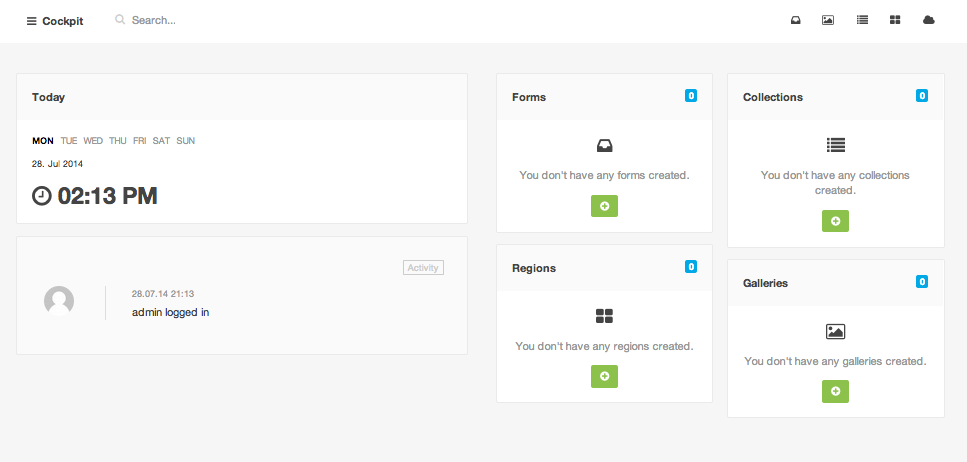 Cockpit
Search...
Today
MON TUE WED THU FRI SAT SUN
28. Jul 2014
02:13 PM
Activity
28.07.14 21:13
admin logged in
Forms 0
You don't have any forms created.
Regions 0
You don't have any regions created.
Collections 0
You don't have any collections
created.
Galleries 0
You don't have any galleries created.